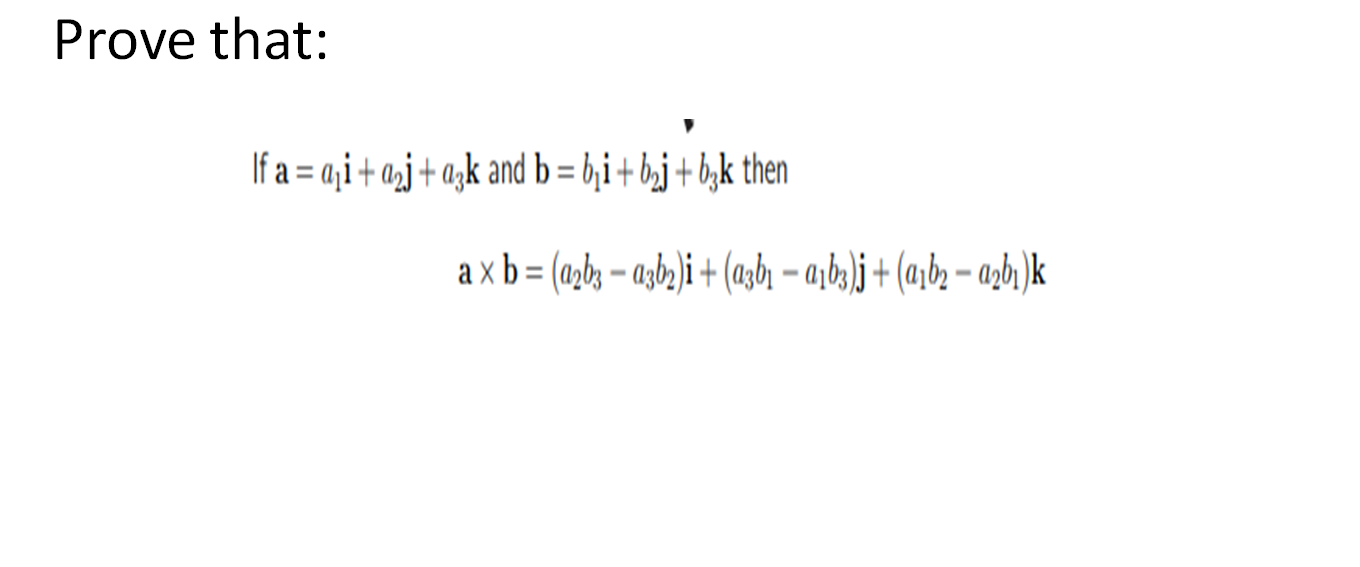 Prove that:
If a = a₁i + a₂j + a₃k and b = b₁i + b₂j + b₃k then
a × b = (a₂b₃ − a₃b₂)i + (a₃b₁ − a₁b₃)j + (a₁b₂ − a₂b₁)k